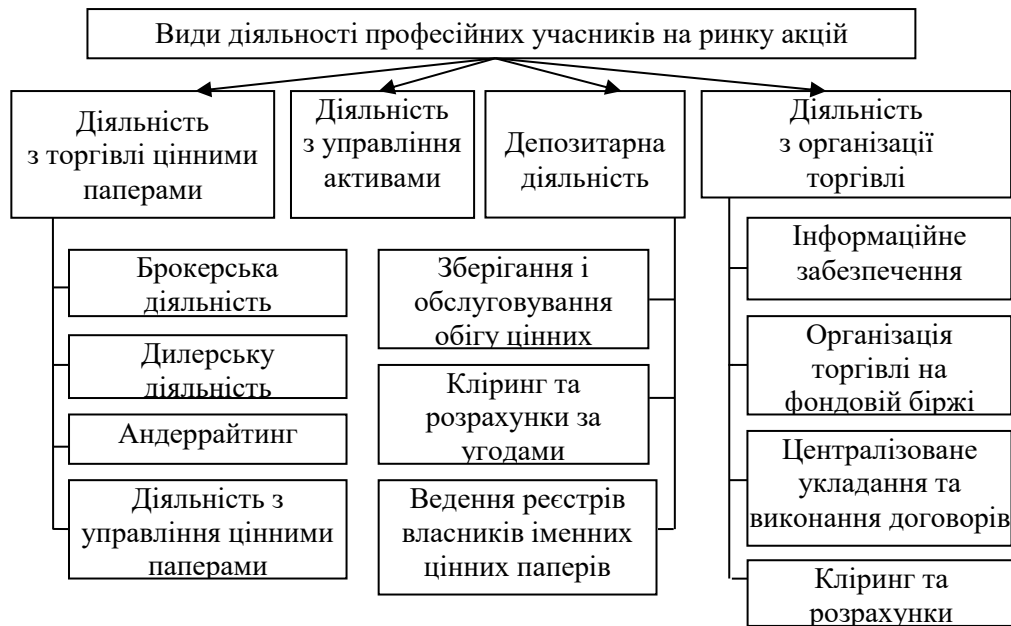 Види діяльності професійних учасників на ринку акцій
Діяльність
з торгівлі цінними
паперами
Діяльність
з управління
активами
Депозитарна
діяльність
Діяльність
з організації
торгівлі
Брокерська
діяльність
Дилерську
діяльність
Андеррайтинг
Діяльність з
управління цінними
паперами
Зберігання і
обслуговування
обігу цінних
Кліринг та
розрахунки за
угодами
Ведення реєстрів
власників іменних
цінних паперів
Інформаційне
забезпечення
Організація
торгівлі на
фондовій біржі
Централізоване
укладання та
виконання договорів
Кліринг та
розрахунки